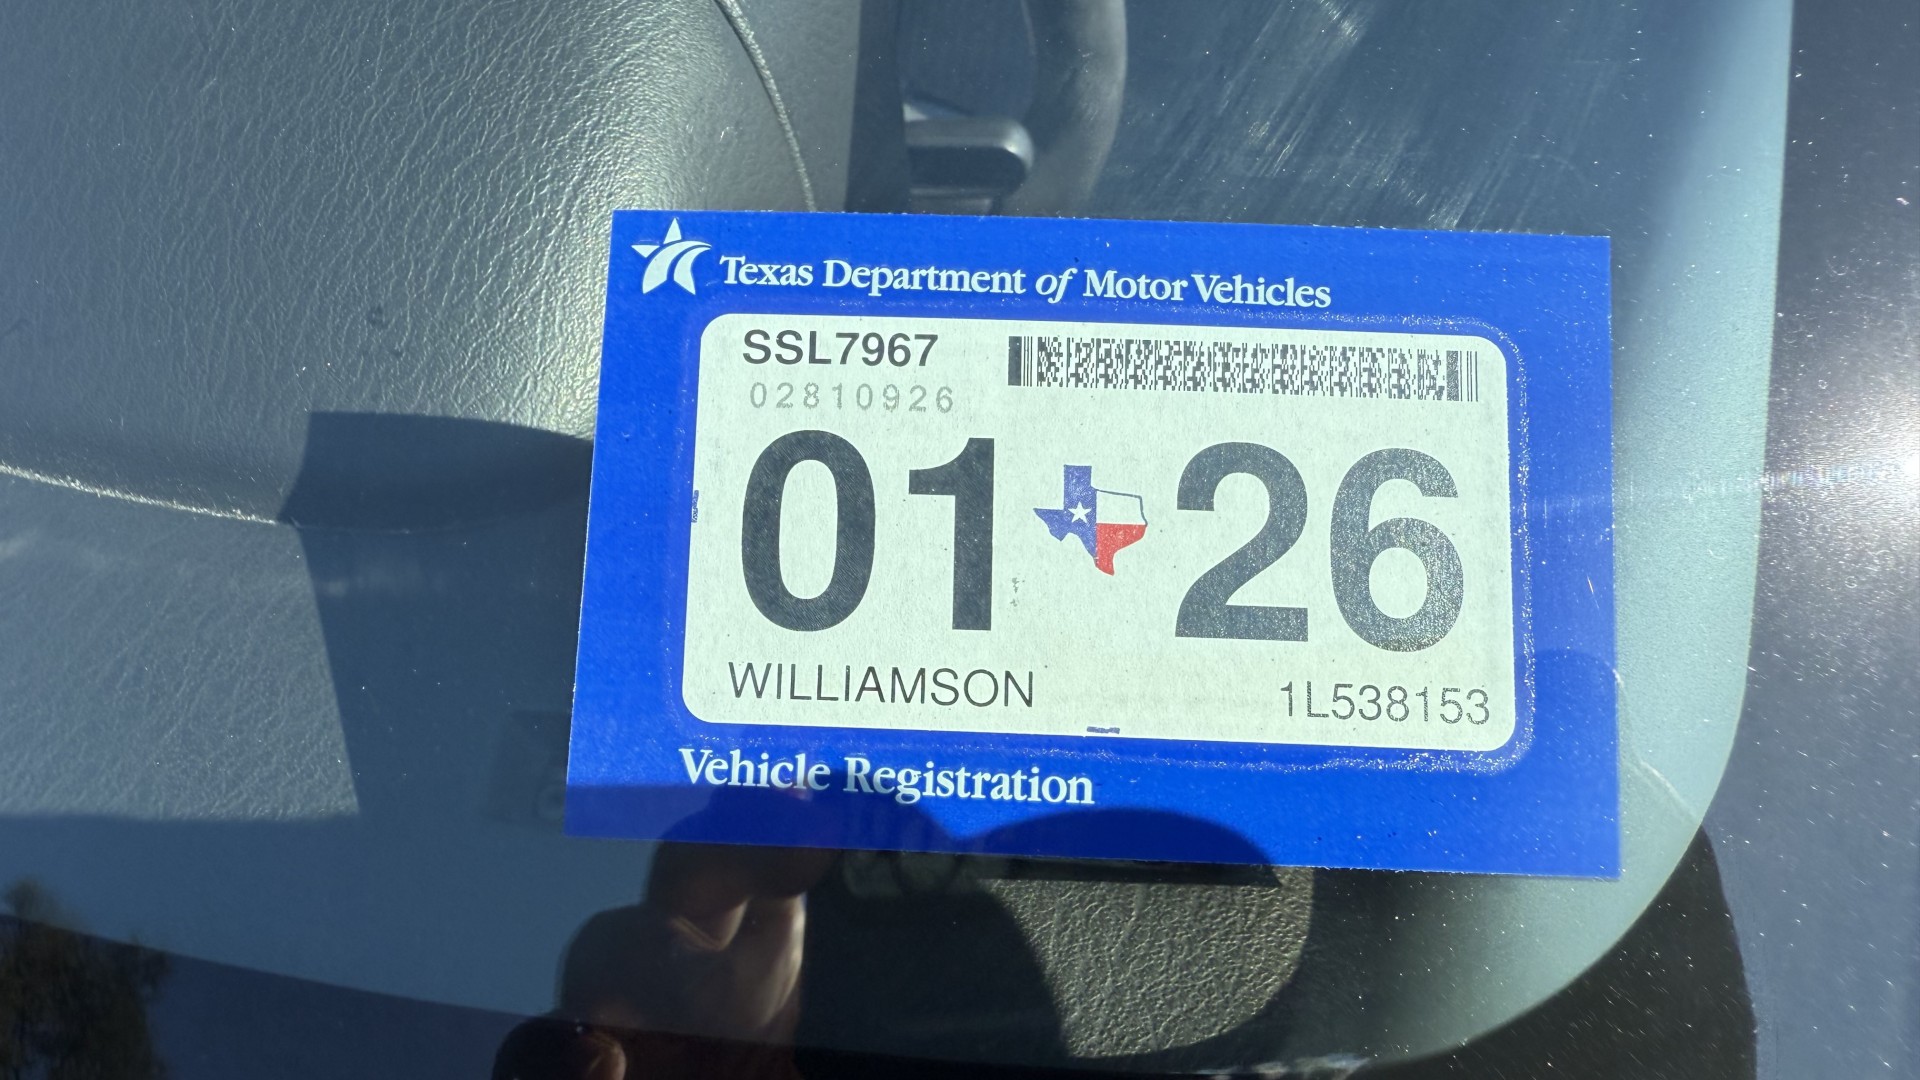 Texas Department of Motor Vehicles
SSL7967
02810926
01 26
WILLIAMSON 1L538153
Vehicle Registration